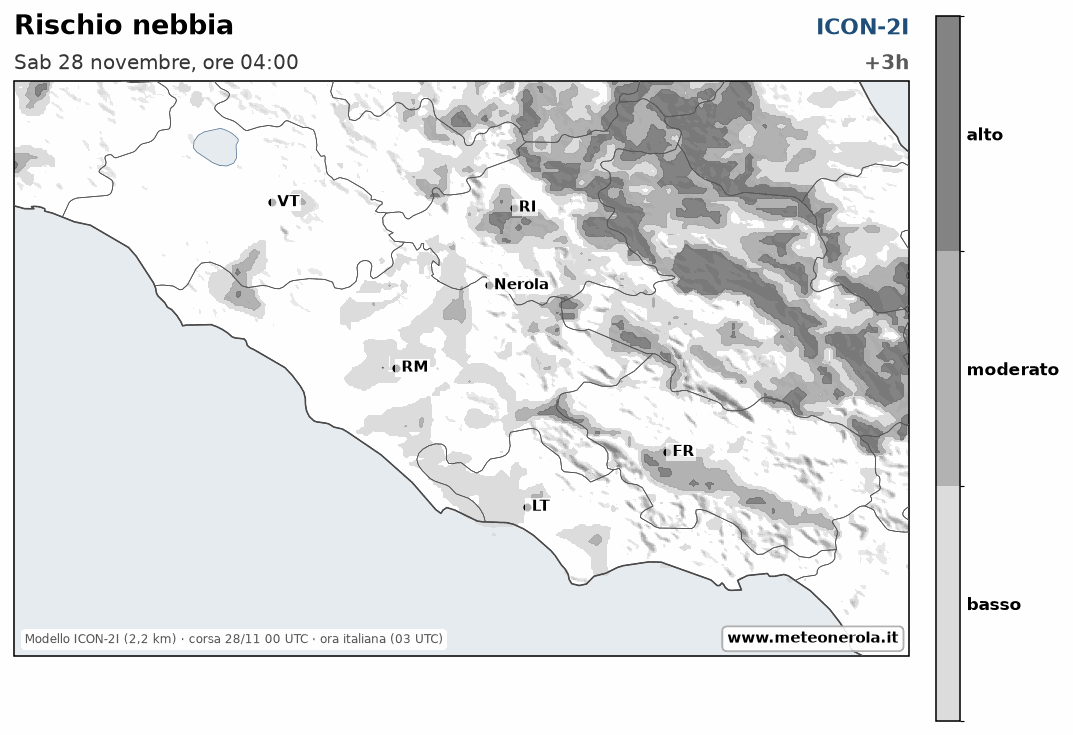 Rischio nebbia
ICON-2I
Sab 28 novembre, ore 04:00
+3h
alto
VT
RI
Nerola
moderato
RM
FR
LT
basso
Modello ICON-2I (2,2 km) · corsa 28/11 00 UTC · ora italiana (03 UTC)
www.meteonerola.it